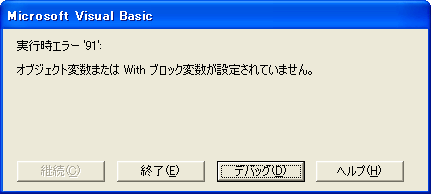 Microsoft Visual Basic
実行時エラー '91':
オブジェクト変数または With ブロック変数が設定されていません。
継続(C)
終了(E)
デバッグ(D)
ヘルプ(H)